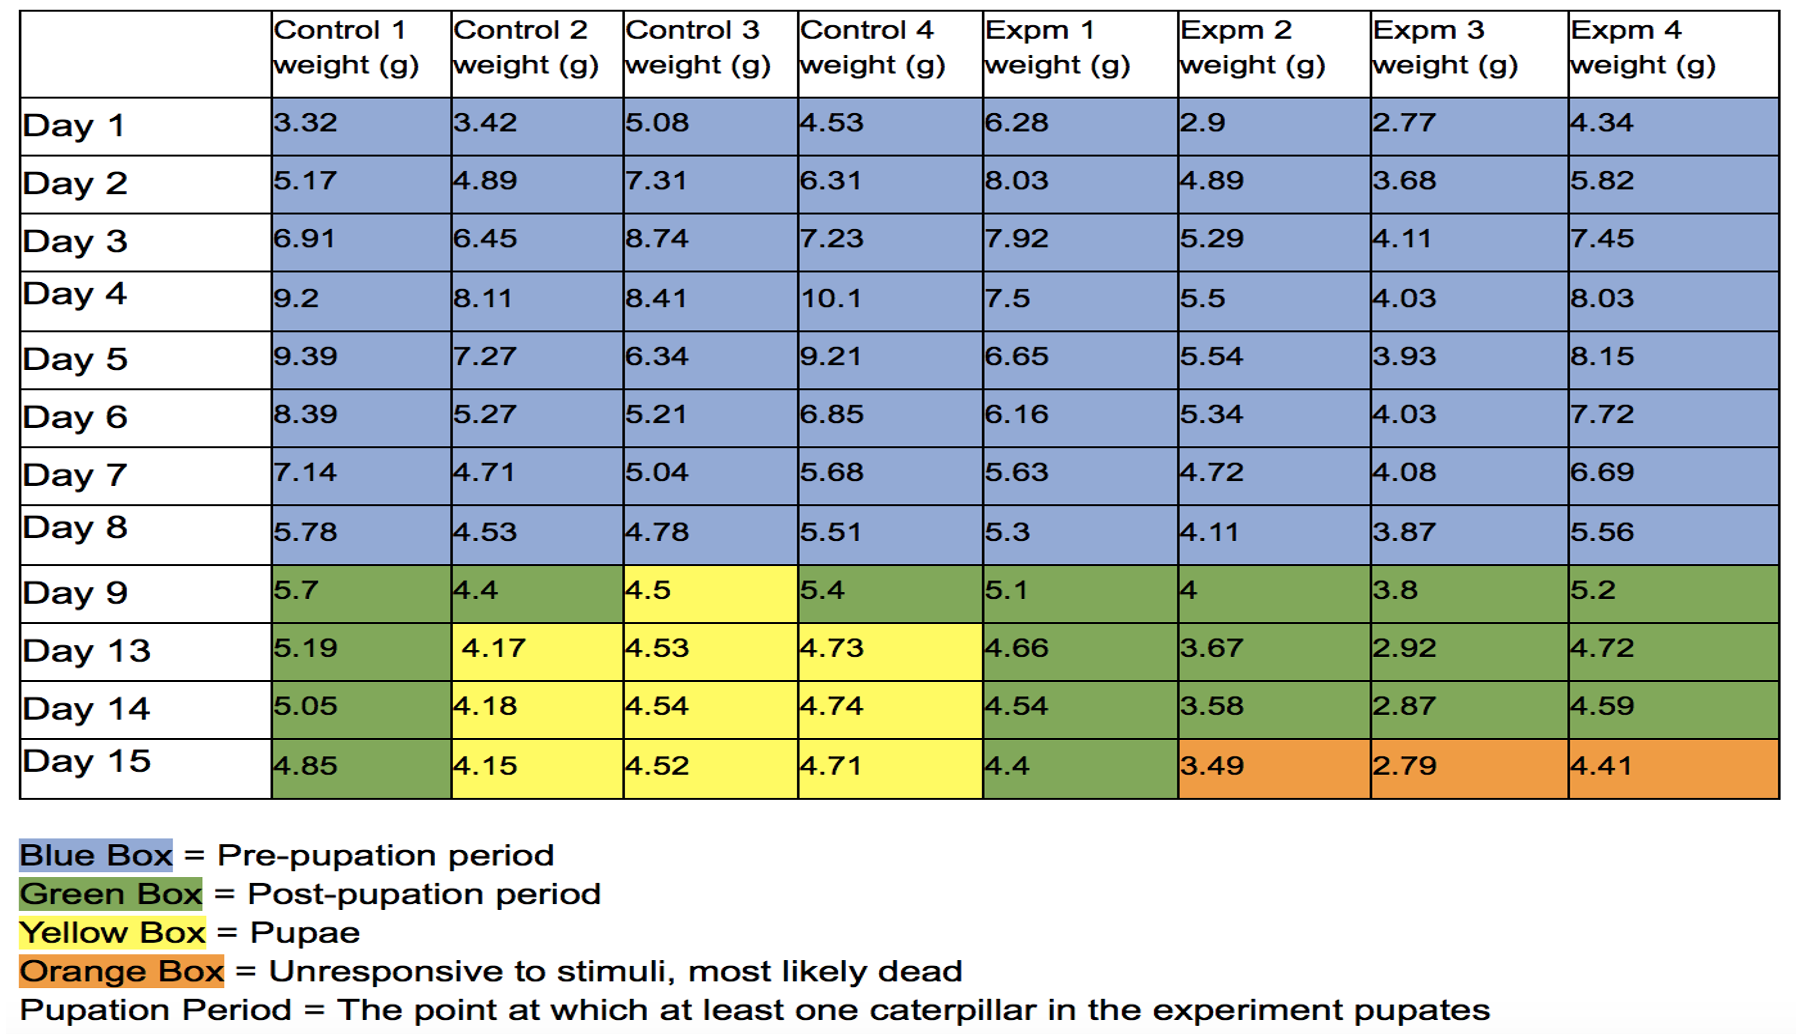 Control 1 weight (g) Control 2 weight (g) Control 3 weight (g) Control 4 weight (g) Expm 1 weight (g) Expm 2 weight (g) Expm 3 weight (g) Expm 4 weight (g)
Day 1 3.32 3.42 5.08 4.53 6.28 2.9 2.77 4.34
Day 2 5.17 4.89 7.31 6.31 8.03 4.89 3.68 5.82
Day 3 6.91 6.45 8.74 7.23 7.92 5.29 4.11 7.45
Day 4 9.2 8.11 8.41 10.1 7.5 5.5 4.03 8.03
Day 5 9.39 7.27 6.34 9.21 6.65 5.54 3.93 8.15
Day 6 8.39 5.27 5.21 6.85 6.16 5.34 4.03 7.72
Day 7 7.14 4.71 5.04 5.68 5.63 4.72 4.08 6.69
Day 8 5.78 4.53 4.78 5.51 5.3 4.11 3.87 5.56
Day 9 5.7 4.4 4.5 5.4 5.1 4 3.8 5.2
Day 13 5.19 4.17 4.53 4.73 4.66 3.67 2.92 4.72
Day 14 5.05 4.18 4.54 4.74 4.54 3.58 2.87 4.59
Day 15 4.85 4.15 4.52 4.71 4.4 3.49 2.79 4.41
Blue Box = Pre-pupation period
Green Box = Post-pupation period
Yellow Box = Pupae
Orange Box = Unresponsive to stimuli, most likely dead
Pupation Period = The point at which at least one caterpillar in the experiment pupates